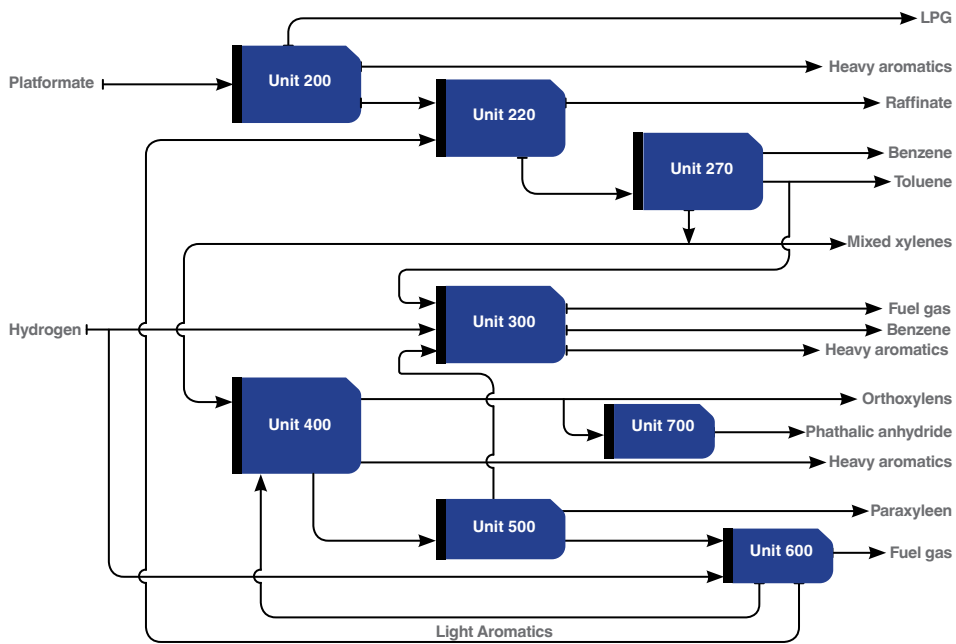 LPG
Unit 200
Heavy aromatics
Platformate
Raffinate
Unit 220
Benzene
Unit 270
Toluene
Mixed xylenes
Fuel gas
Unit 300
Hydrogen
Benzene
Heavy aromatics
Orthoxylens
Unit 400
Unit 700
Phathalic anhydride
Heavy aromatics
Paraxyleen
Unit 500
Unit 600
Fuel gas
Light Aromatics